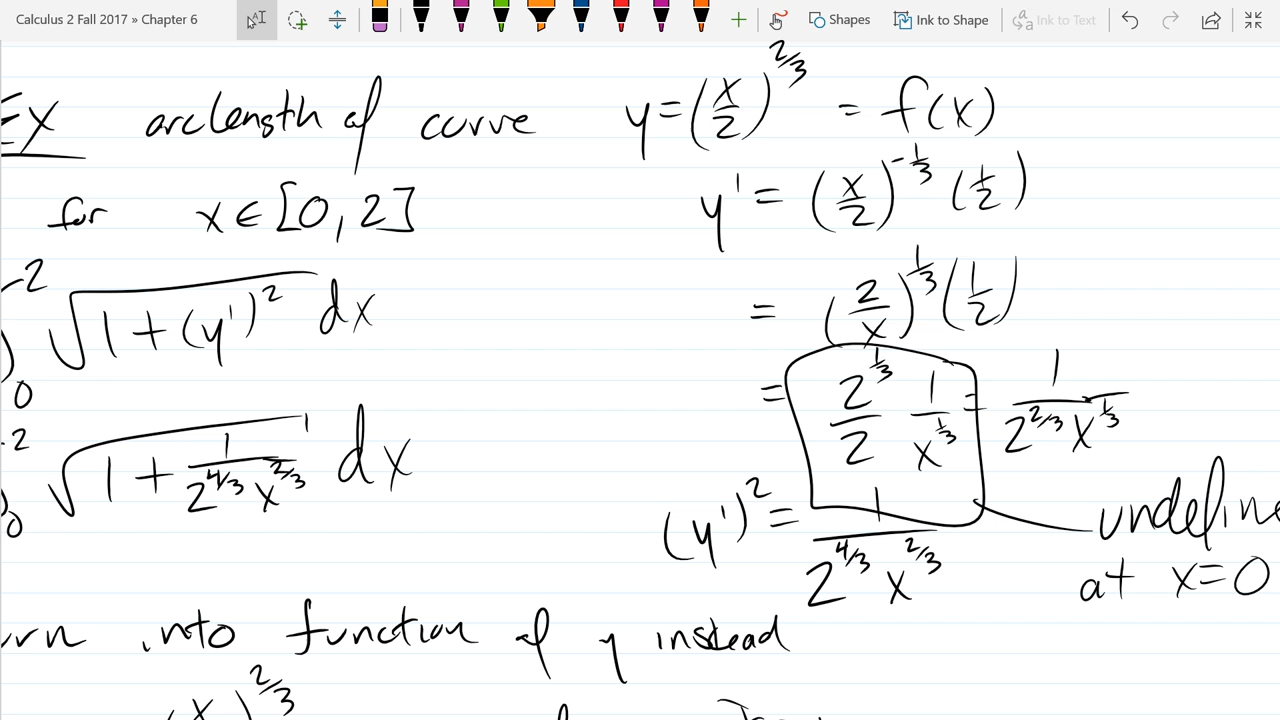 Calculus 2 Fall 2017 » Chapter 6
Shapes
Ink to Shape
Ink to Text
EX arclength of curve y = (x/2)^{2/3} = f(x)
for x ∈ [0, 2]
y' = (x/2)^{-1/3} (1/2)
= (2/x)^{1/3} (1/2)
∫_0^2 √(1 + (y')^2) dx
= 2^{1/3}/2 1/x^{1/3} = 1/(2^{2/3} x^{1/3})
∫_0^2 √(1 + 1/(2^{4/3} x^{2/3})) dx
(y')^2 = 1/(2^{4/3} x^{2/3})
undefine
at x=0
urn into function of y instead
(x )^{2/3}